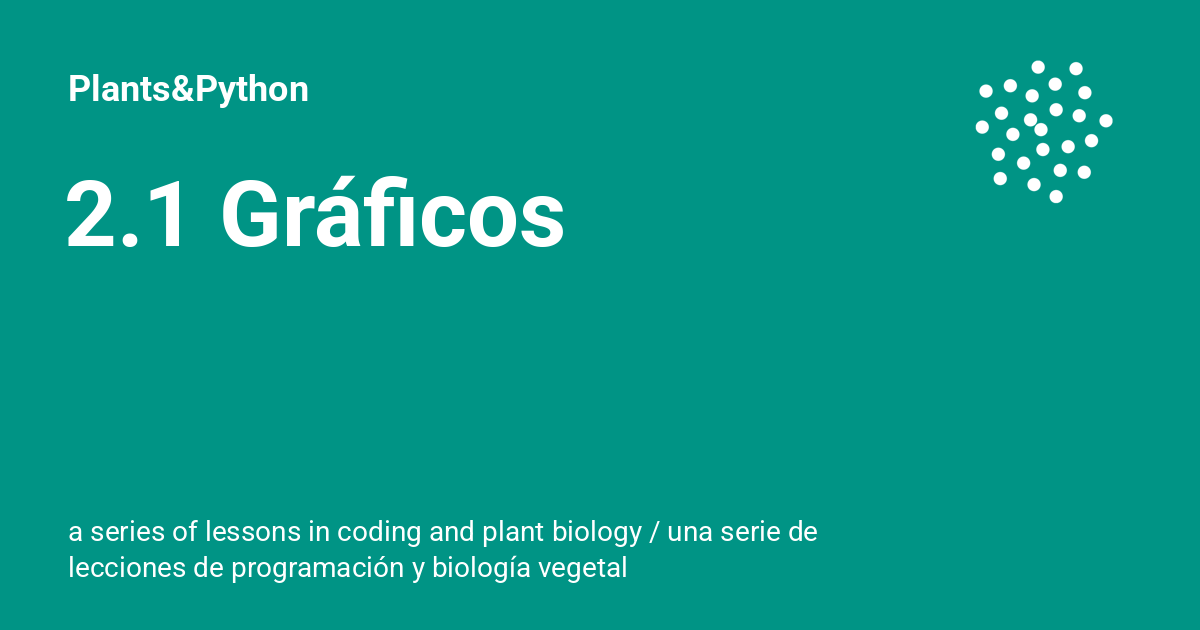 Plants&Python
2.1 Gráficos
a series of lessons in coding and plant biology / una serie de
lecciones de programación y biología vegetal